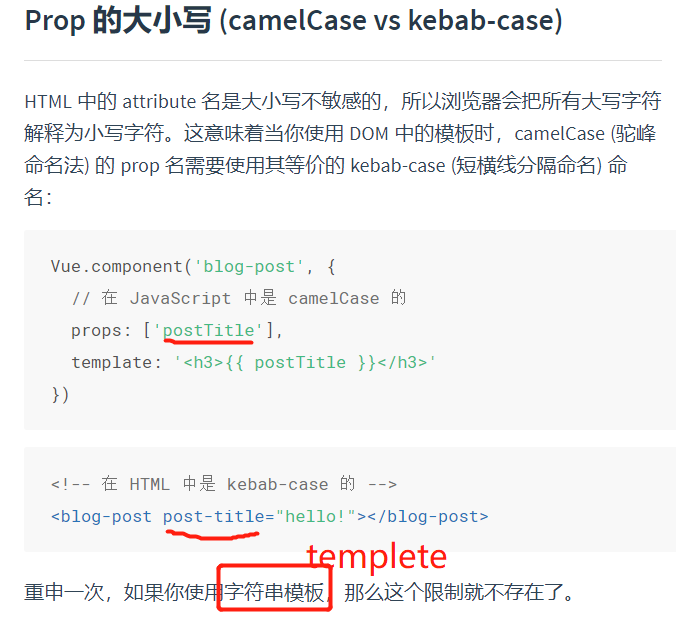 Prop 的大小写 (camelCase vs kebab-case)
HTML 中的 attribute 名是大小写不敏感的，所以浏览器会把所有大写字符
解释为小写字符。这意味着当你使用 DOM 中的模板时，camelCase (驼峰
命名法) 的 prop 名需要使用其等价的 kebab-case (短横线分隔命名) 命
名：
Vue.component('blog-post', {
// 在 JavaScript 中是 camelCase 的
props: ['postTitle'],
template: '<h3>{{ postTitle }}</h3>'
})
<!-- 在 HTML 中是 kebab-case 的 -->
<blog-post post-title="hello!"></blog-post>
templete
重申一次，如果你使用字符串模板，那么这个限制就不存在了。